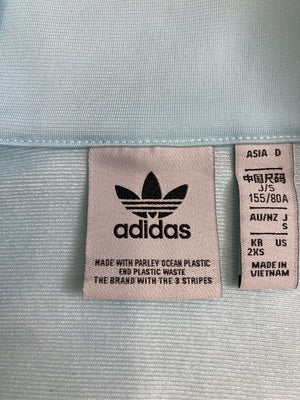 adidas
MADE WITH PARLEY OCEAN PLASTIC
END PLASTIC WASTE
THE BRAND WITH THE 3 STRIPES
ASIA D
中国尺码
J/S
155/80A
AU/NZ J
S
KR US
2XS
MADE IN
VIETNAM